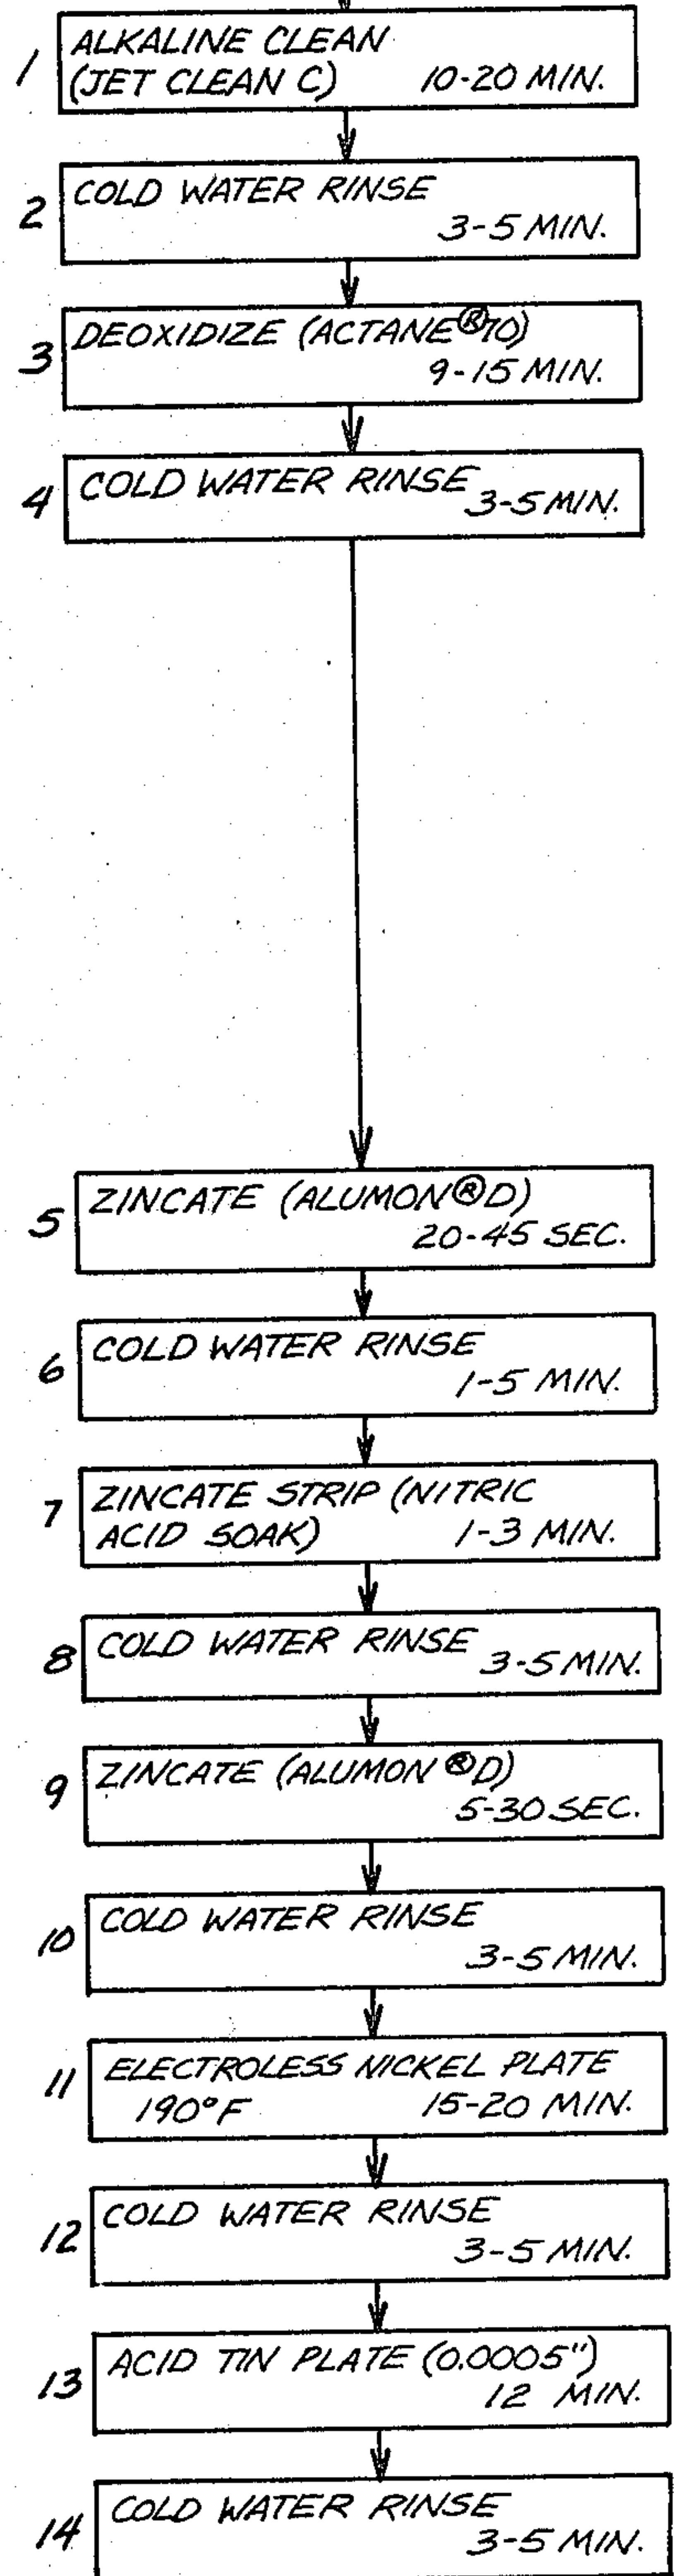 1
ALKALINE CLEAN
(JET CLEAN C) 10-20 MIN.
2
COLD WATER RINSE
3-5 MIN.
3
DEOXIDIZE (ACTANE®70)
9-15 MIN.
4
COLD WATER RINSE
3-5 MIN.
5
ZINCATE (ALUMON®D)
20-45 SEC.
6
COLD WATER RINSE
1-5 MIN.
7
ZINCATE STRIP (NITRIC
ACID SOAK) 1-3 MIN.
8
COLD WATER RINSE
3-5 MIN.
9
ZINCATE (ALUMON®D)
5-30 SEC.
10
COLD WATER RINSE
3-5 MIN.
11
ELECTROLESS NICKEL PLATE
190°F 15-20 MIN.
12
COLD WATER RINSE
3-5 MIN.
13
ACID TIN PLATE (0.0005")
12 MIN.
14
COLD WATER RINSE
3-5 MIN.